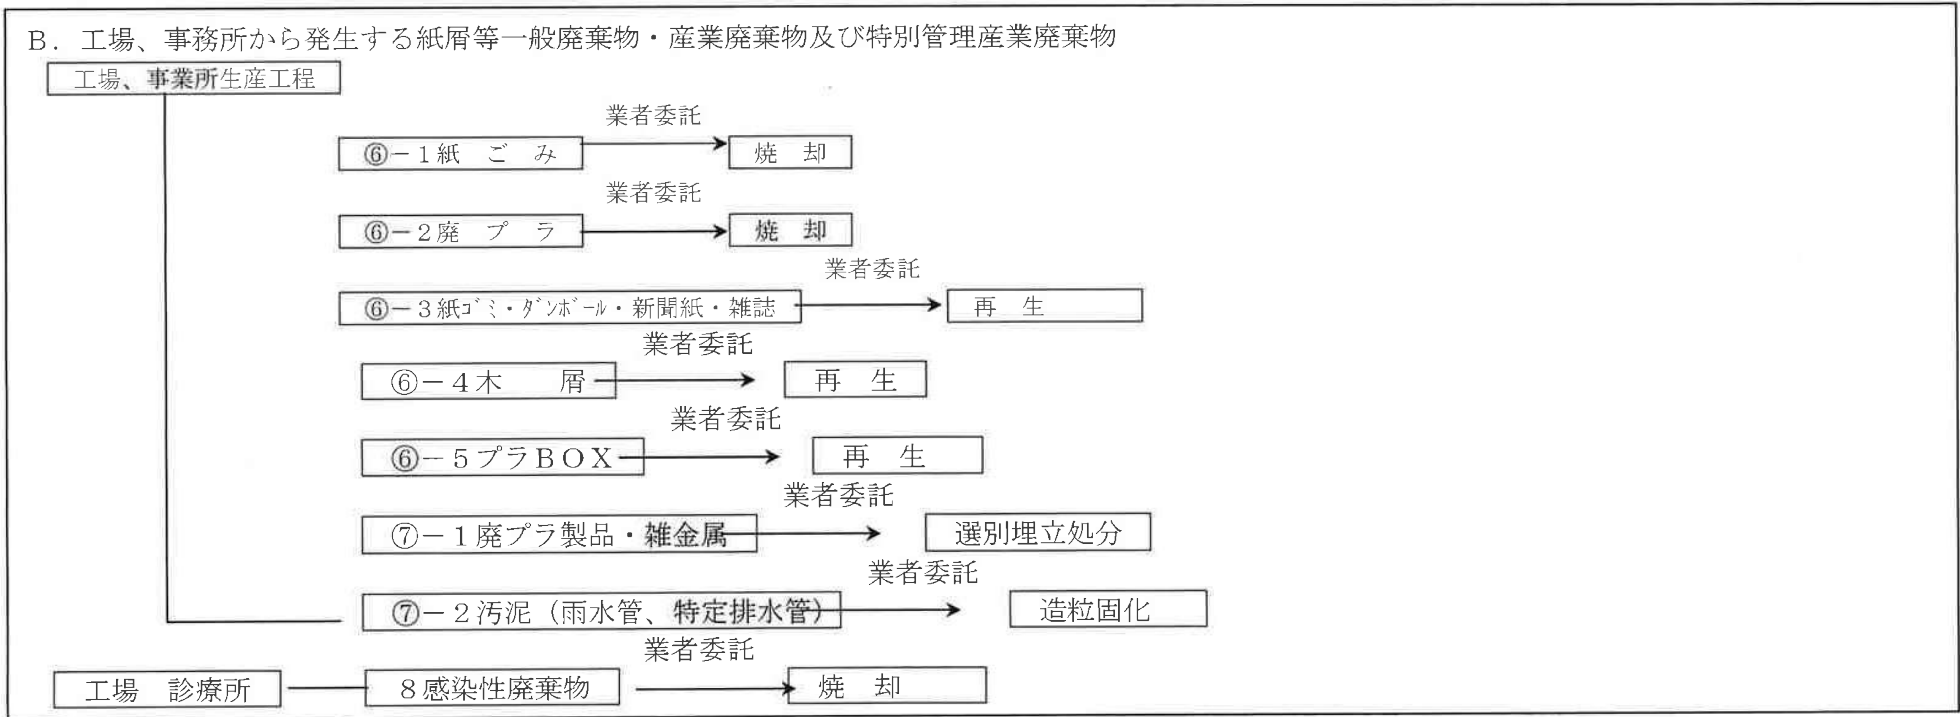 B．工場、事務所から発生する紙屑等一般廃棄物・産業廃棄物及び特別管理産業廃棄物
工場、事業所生産工程
業者委託
⑥－１紙　ご　み
焼　却
業者委託
⑥－２廃　プ　ラ
焼　却
業者委託
⑥－３紙ｺﾞﾐ・ﾀﾞﾝﾎﾞｰﾙ・新聞紙・雑誌
再　生
業者委託
⑥－４木　　屑
再　生
業者委託
⑥－５プラＢＯＸ
再　生
業者委託
⑦－１廃プラ製品・雑金属
選別埋立処分
業者委託
⑦－２汚泥（雨水管、特定排水管）
造粒固化
業者委託
工場　診療所
８感染性廃棄物
焼　却